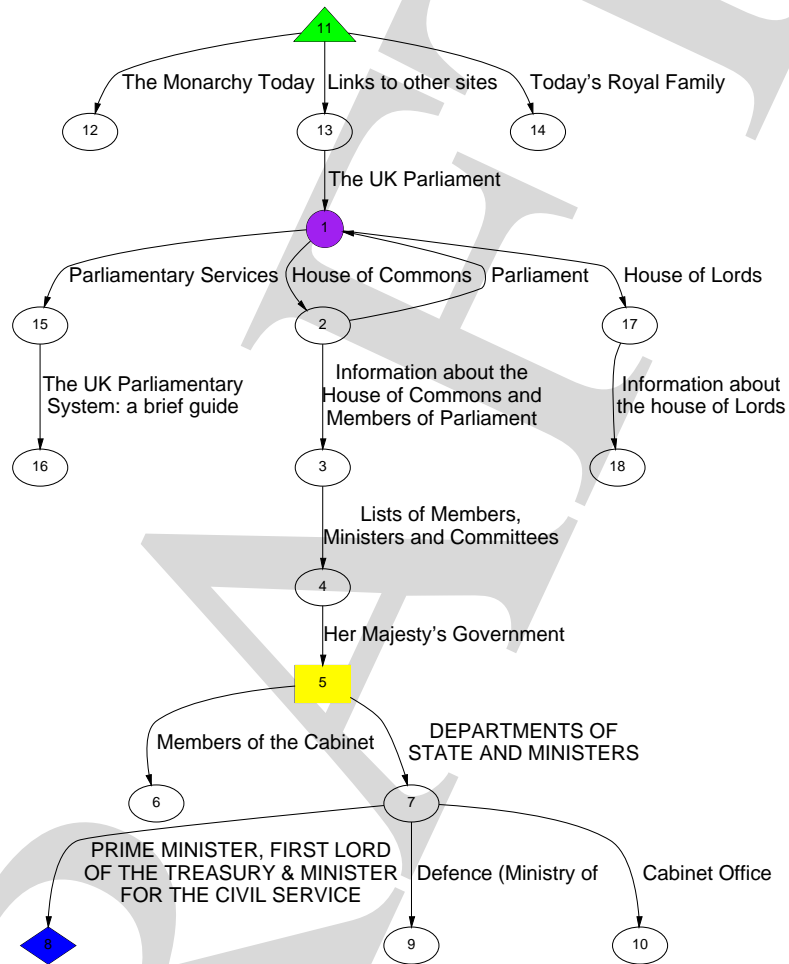 11
The Monarchy Today
Links to other sites
Today's Royal Family
12
13
14
The UK Parliament
1
Parliamentary Services
House of Commons
Parliament
House of Lords
15
2
17
The UK Parliamentary
System: a brief guide
Information about the
House of Commons and
Members of Parliament
Information about
the house of Lords
16
3
18
Lists of Members,
Ministers and Committees
4
Her Majesty's Government
5
Members of the Cabinet
DEPARTMENTS OF
STATE AND MINISTERS
6
7
PRIME MINISTER, FIRST LORD
OF THE TREASURY & MINISTER
FOR THE CIVIL SERVICE
Defence (Ministry of
Cabinet Office
8
9
10